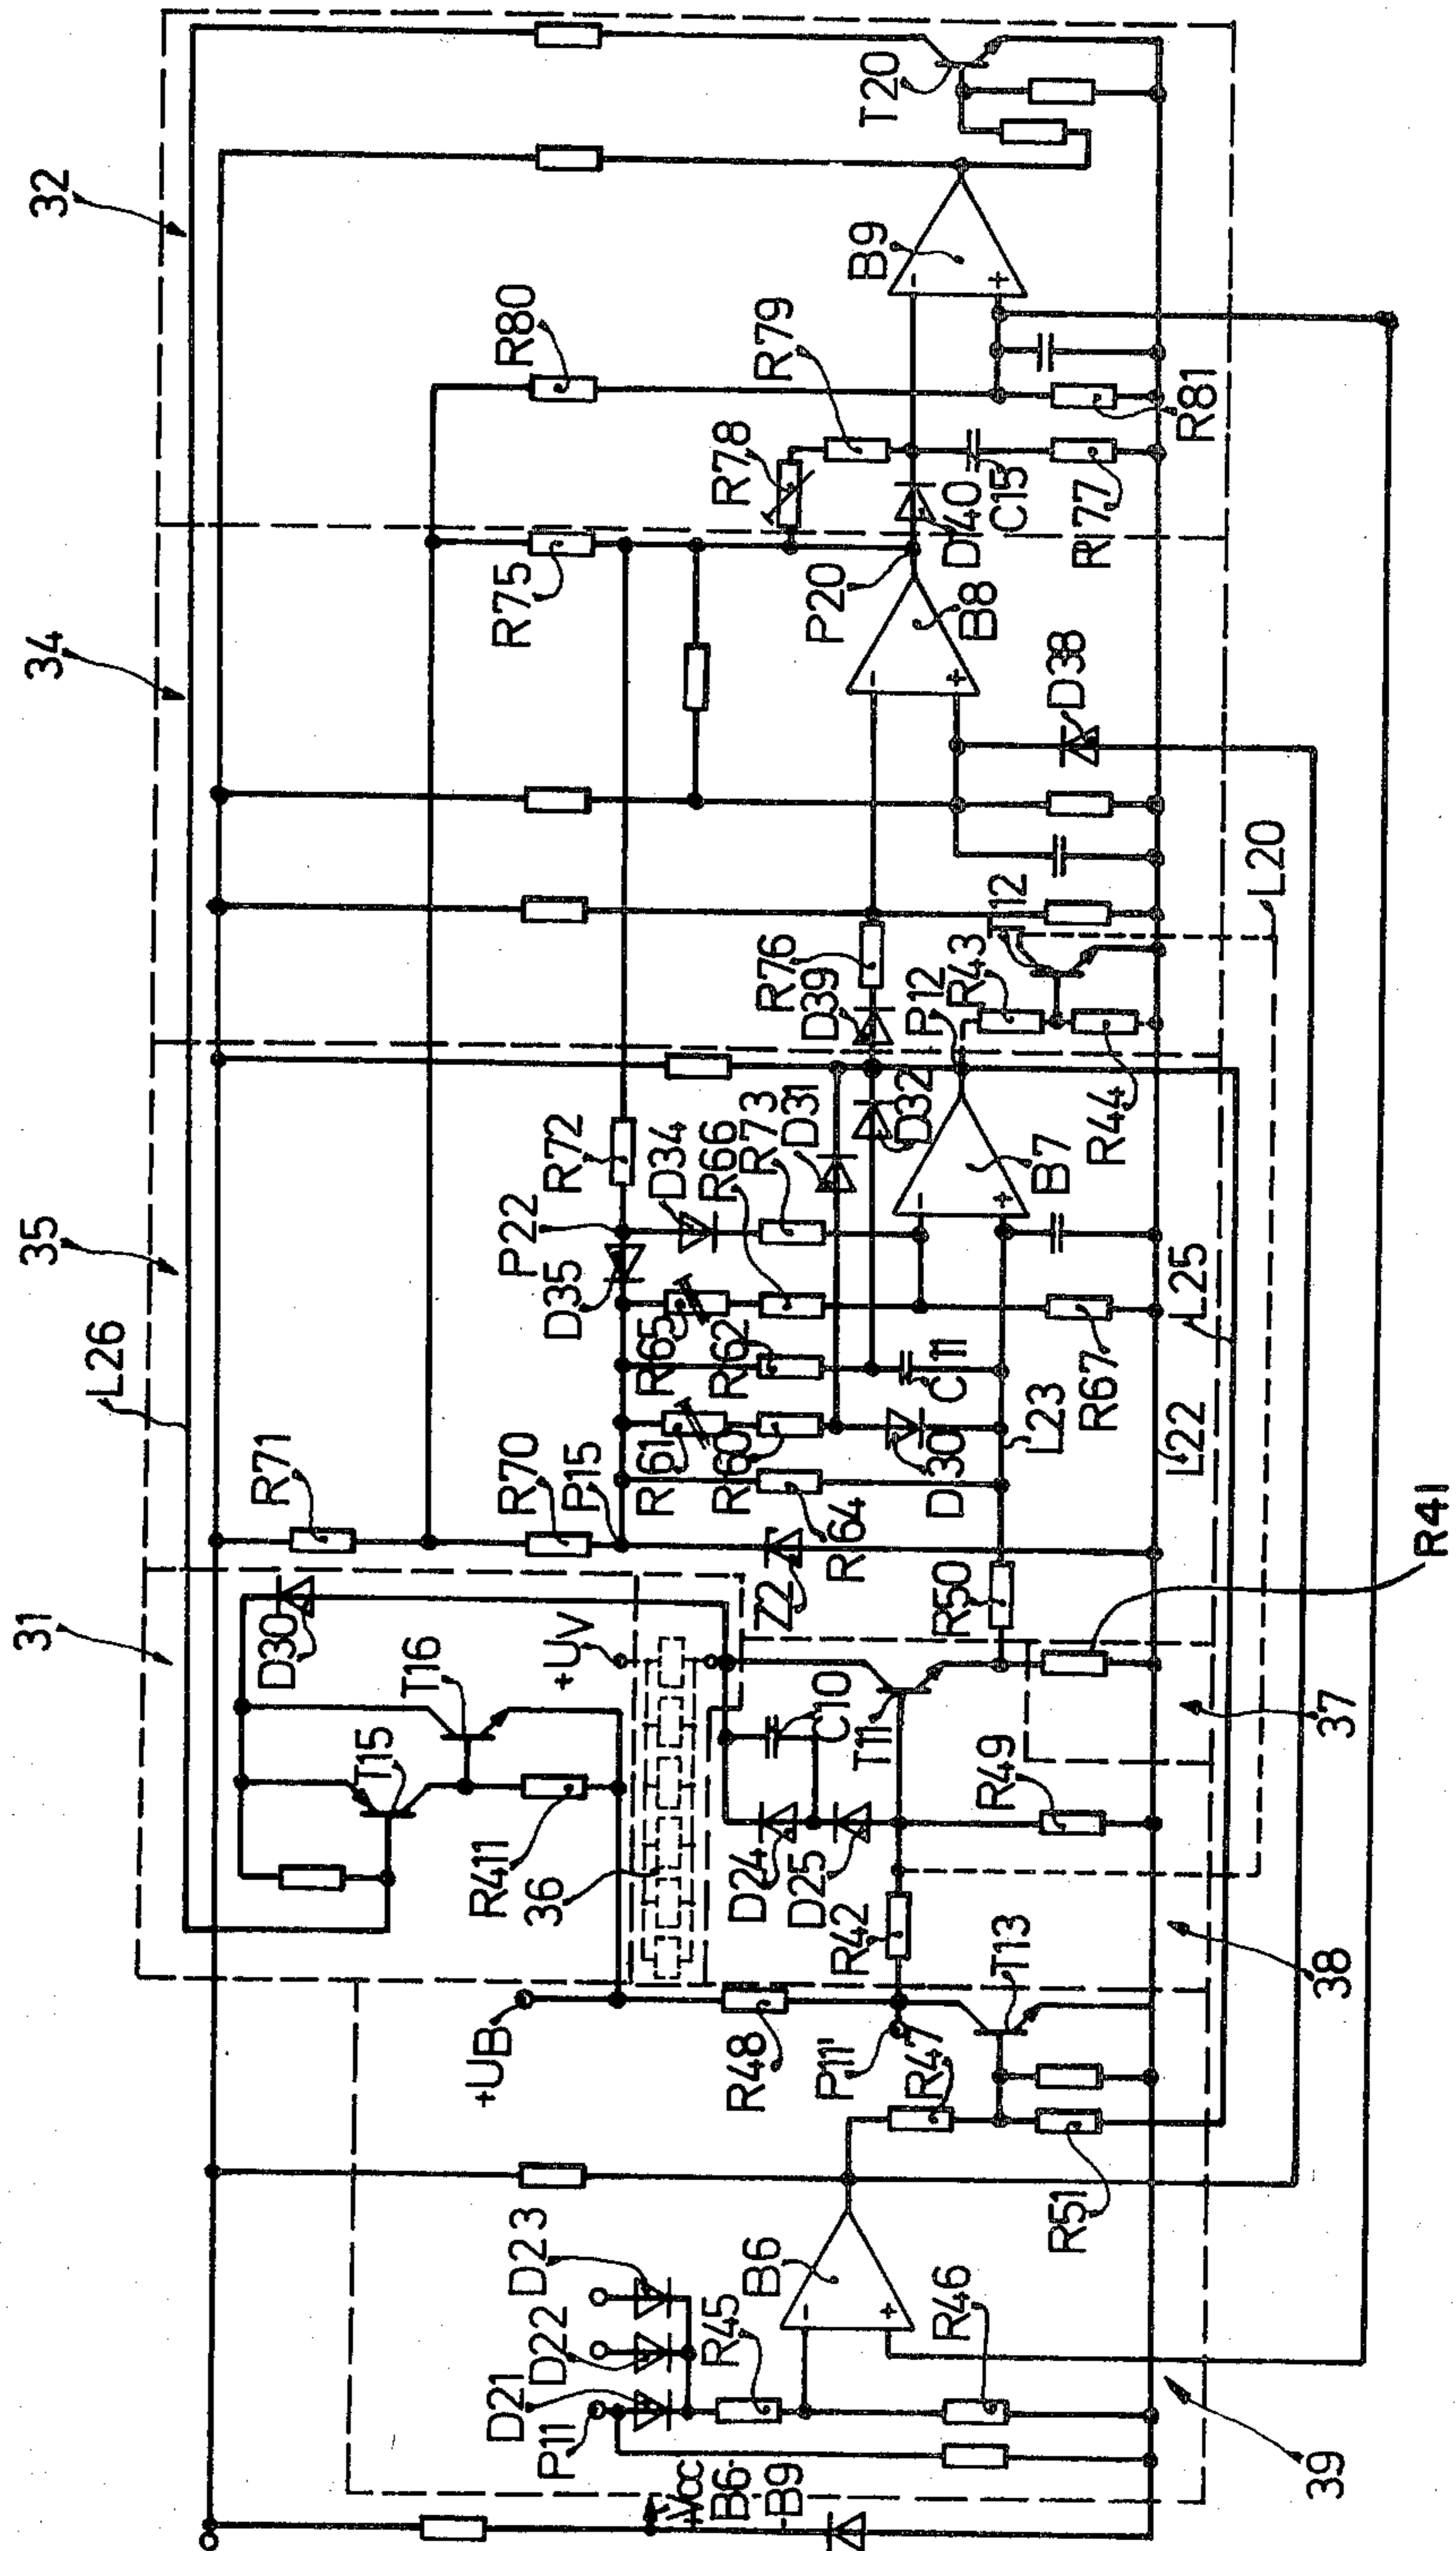 31
35
34
32
L26
R71
D30
T16
T15
R411
+UV
36
+UB
R70
P15
R61
R60
R65
R62
D35
P22
R72
D34
R66
R73
D31
D32
D39
R76
R75
R80
R78
R79
P20
D40
C15
R77
R81
B9
T20
B8
-
+
-
+
D38
L20
T12
R43
P12
R44
B7
-
+
L25
R67
C11
L23
L22
D30
R64
Z2
R50
R41
C10
T11
R49
37
D24
D25
R42
38
T13
R48
P11'
R47
R51
B6
-
+
R46
R45
D23
D22
D21
P11
39
+Vcc
B6-
B9